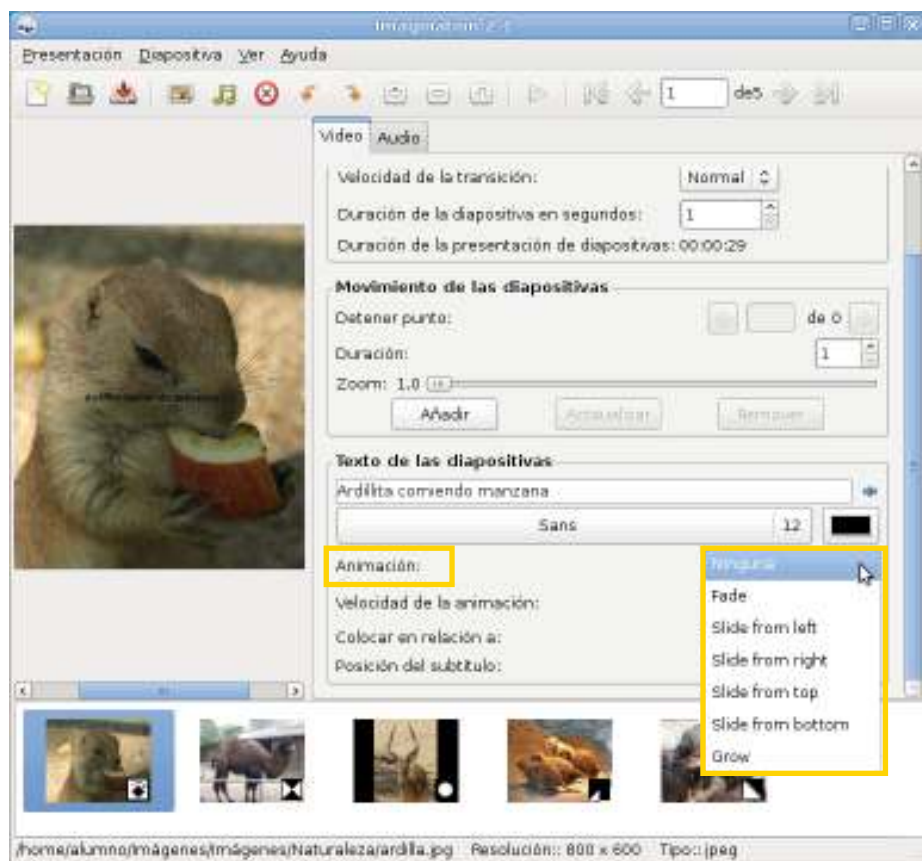 Imagination 2.1
Presentación Diapositiva Ver Ayuda
1 de5
Video Audio
Velocidad de la transición: Normal
Duración de la diapositiva en segundos: 1
Duración de la presentación de diapositivas: 00:00:29
Movimiento de las diapositivas
Detener punto: de 0
Duración: 1
Zoom: 1.0
Añadir Actualizar Remover
Texto de las diapositivas
Ardillita comiendo manzana
Sans 12
Animación: Ninguna
Fade
Velocidad de la animación:
Slide from left
Colocar en relación a:
Slide from right
Posición del subtítulo:
Slide from top
Slide from bottom
Grow
/home/alumno/Imágenes/Imágenes/Naturaleza/ardilla.jpg Resolución:: 800 x 600 Tipo:: jpeg